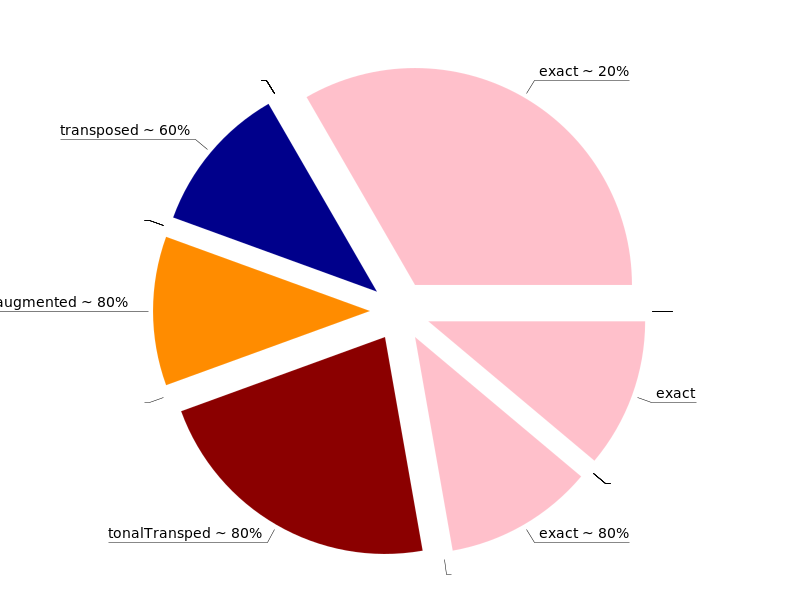 exact ~ 20%
transposed ~ 60%
augmented ~ 80%
exact
tonalTransped ~ 80%
exact ~ 80%